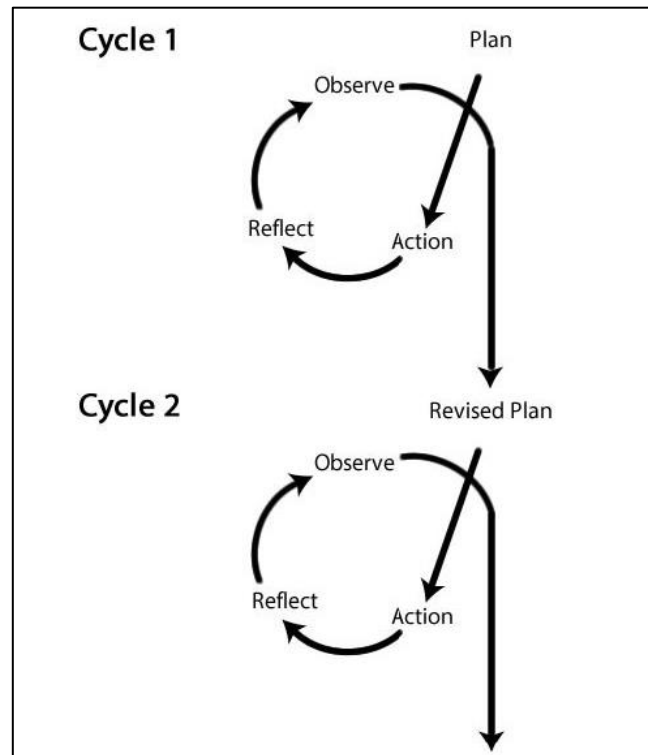 Cycle 1
Plan
Observe
Reflect
Action
Cycle 2
Revised Plan
Observe
Reflect
Action